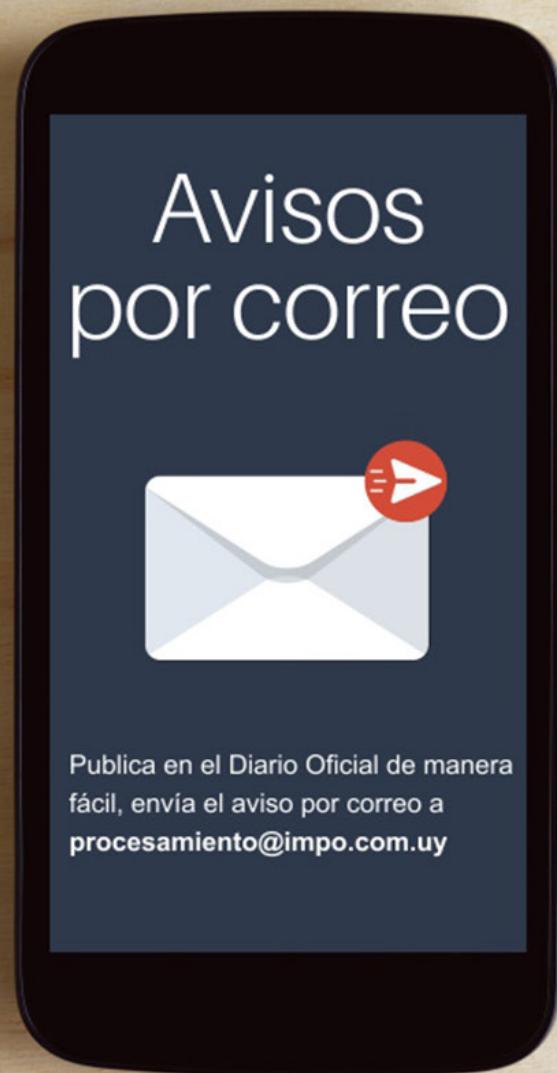 Avisos
por correo
Publica en el Diario Oficial de manera
fácil, envía el aviso por correo a
procesamiento@impo.com.uy